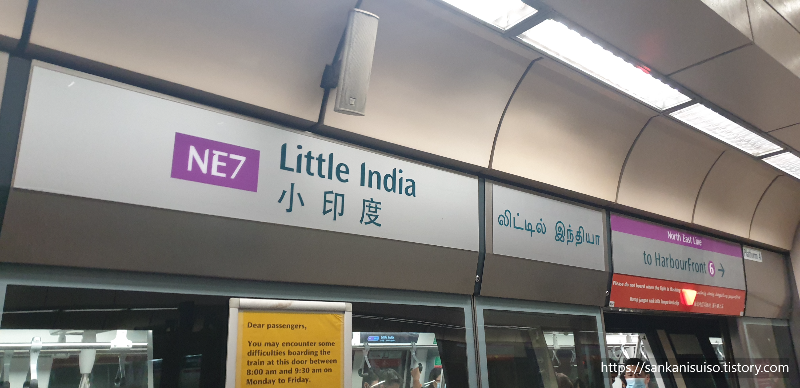 NE7
Little India
小印度
லிட்டில் இந்தியா
North East Line
to HarbourFront 6 →
Platform A
Dear passengers,
You may encounter some
difficulties boarding the
train at this door between
8:00 am and 9:30 am on
Monday to Friday.
https://sankanisuiso.tistory.com